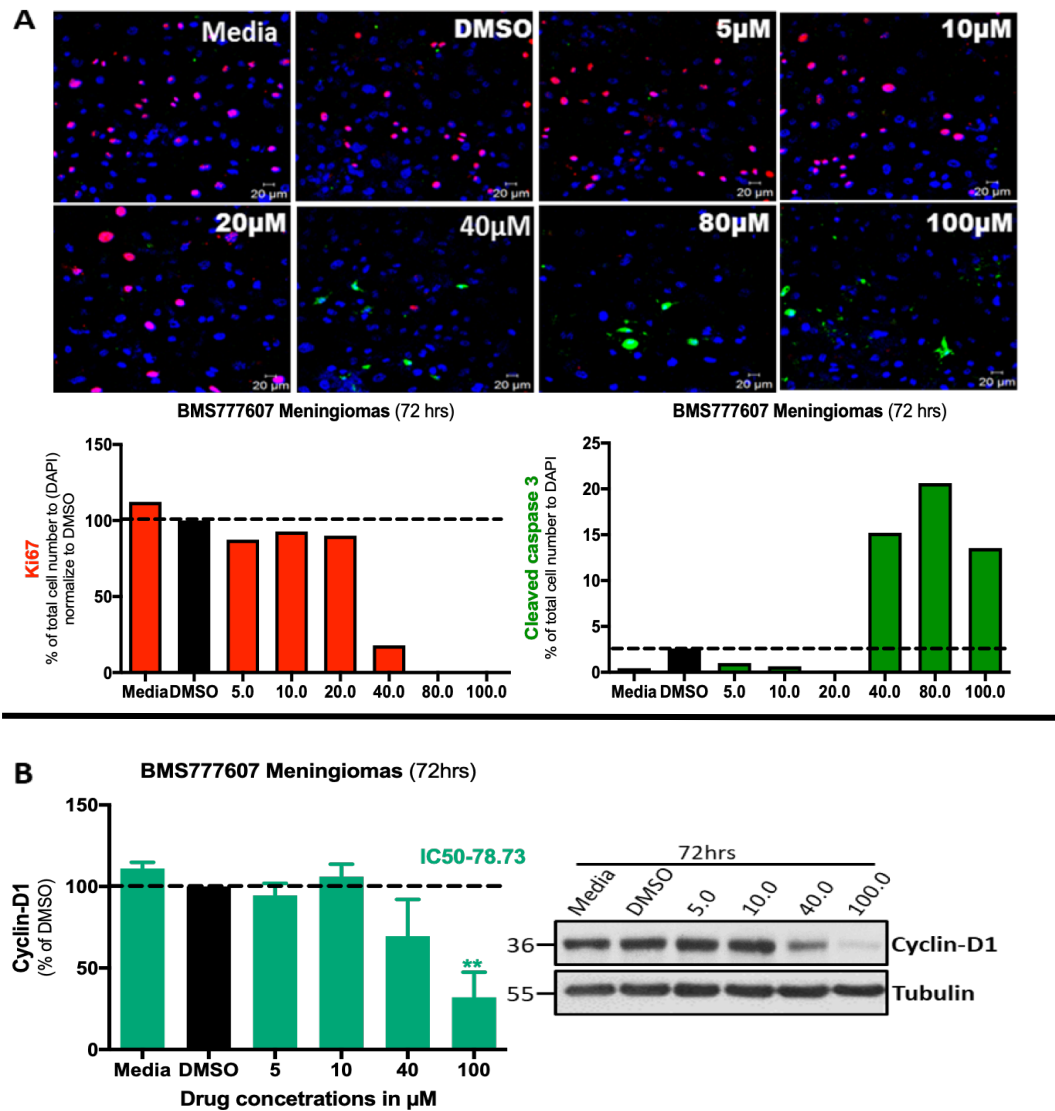 A
Media
DMSO
5µM
10µM
20 µm
20 µm
20 µm
20 µm
20µM
40µM
80µM
100µM
20 µm
20 µm
20 µm
20 µm
BMS777607 Meningiomas (72 hrs)
Ki67
% of total cell number to (DAPI)
normalize to DMSO
150
100
50
0
Media DMSO 5.0 10.0 20.0 40.0 80.0 100.0
BMS777607 Meningiomas (72 hrs)
Cleaved caspase 3
% of total cell number to DAPI
25
20
15
10
5
0
Media DMSO 5.0 10.0 20.0 40.0 80.0 100.0
B
BMS777607 Meningiomas (72hrs)
Cyclin-D1
(% of DMSO)
150
100
50
0
IC50-78.73
**
Media DMSO 5 10 40 100
Drug concetrations in µM
72hrs
Media DMSO 5.0 10.0 40.0 100.0
36 Cyclin-D1
55 Tubulin